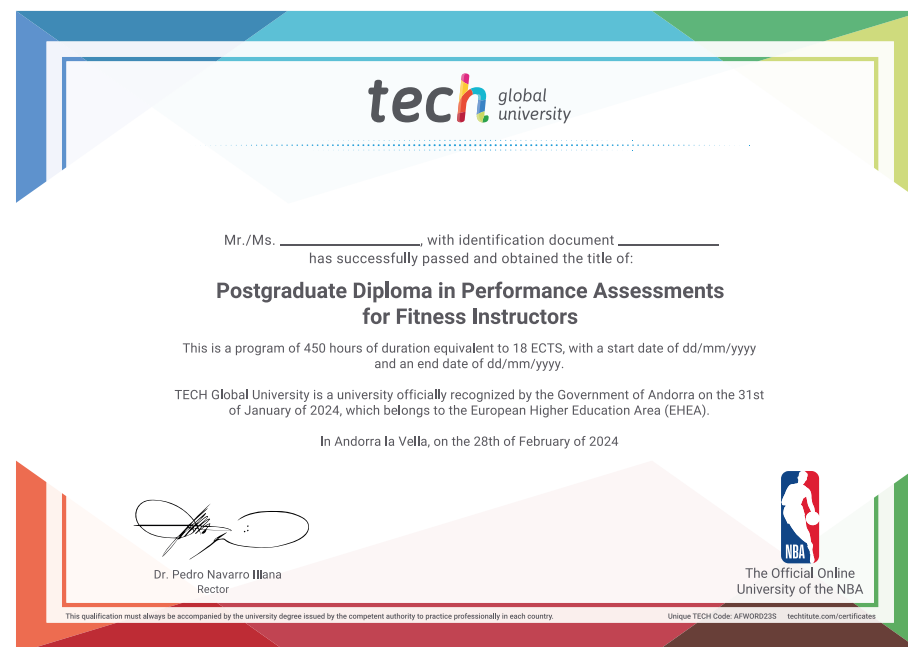 tech global
university
Mr./Ms. ____________________, with identification document ______________
has successfully passed and obtained the title of:
Postgraduate Diploma in Performance Assessments
for Fitness Instructors
This is a program of 450 hours of duration equivalent to 18 ECTS, with a start date of dd/mm/yyyy
and an end date of dd/mm/yyyy.
TECH Global University is a university officially recognized by the Government of Andorra on the 31st
of January of 2024, which belongs to the European Higher Education Area (EHEA).
In Andorra la Vella, on the 28th of February of 2024
Dr. Pedro Navarro Illana
Rector
NBA
The Official Online
University of the NBA
This qualification must always be accompanied by the university degree issued by the competent authority to practice professionally in each country.
Unique TECH Code: AFWORD23S techtitute.com/certificates